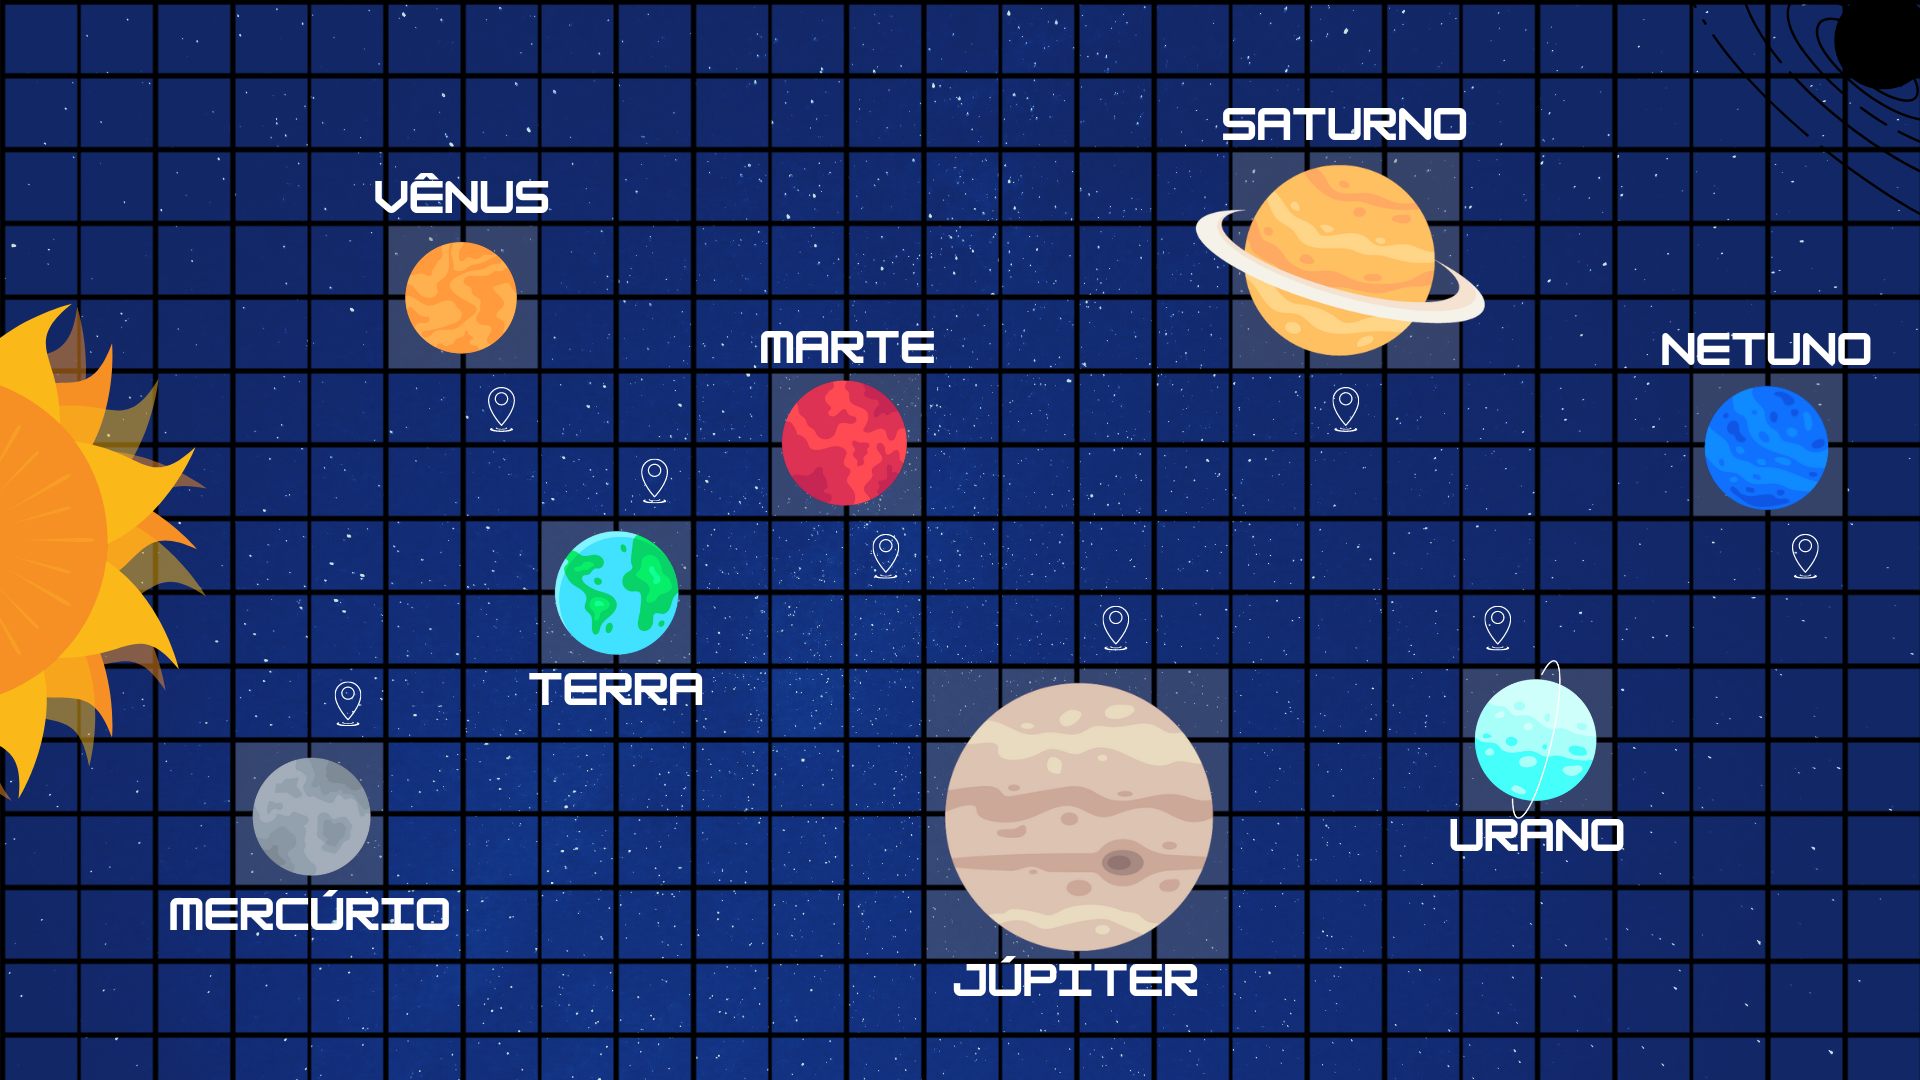 SATURNO
VÊNUS
MARTE
NETUNO
TERRA
URANO
MERCÚRIO
JÚPITER